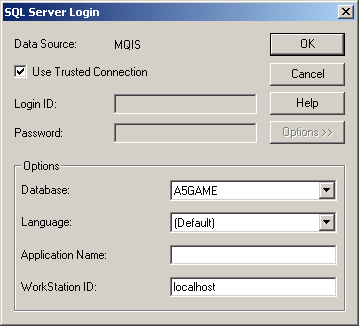 SQL Server Login
Data Source: MQIS
OK
Use Trusted Connection
Cancel
Login ID:
Help
Password:
Options >>
Options
Database: A5GAME
Language: (Default)
Application Name:
WorkStation ID: localhost